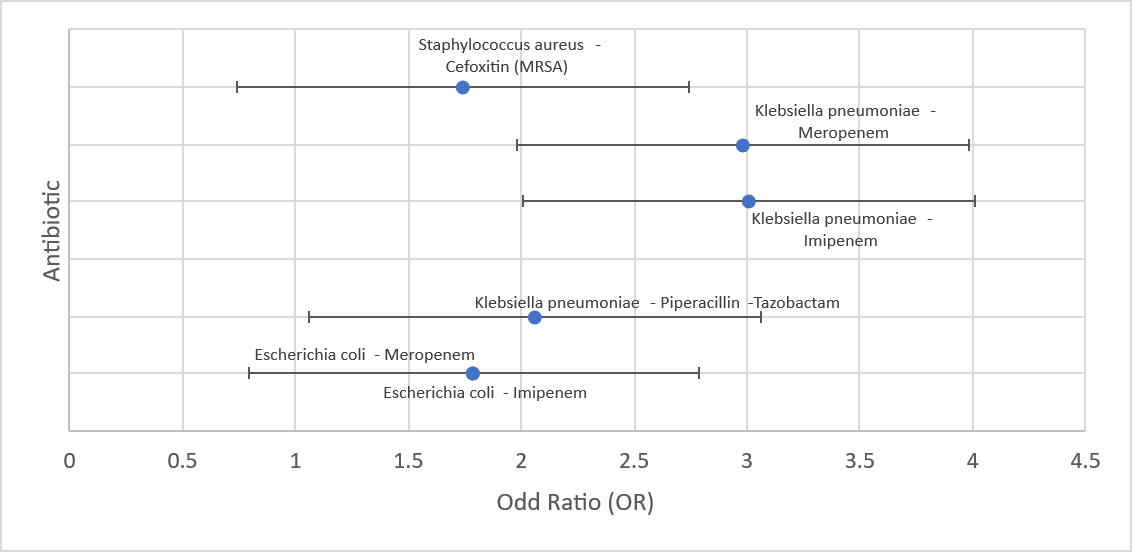 Staphylococcus aureus -
Cefoxitin (MRSA)
Klebsiella pneumoniae -
Meropenem
Klebsiella pneumoniae -
Imipenem
Klebsiella pneumoniae - Piperacillin -Tazobactam
Escherichia coli - Meropenem
Escherichia coli - Imipenem
Antibiotic
0 0.5 1 1.5 2 2.5 3 3.5 4 4.5
Odd Ratio (OR)